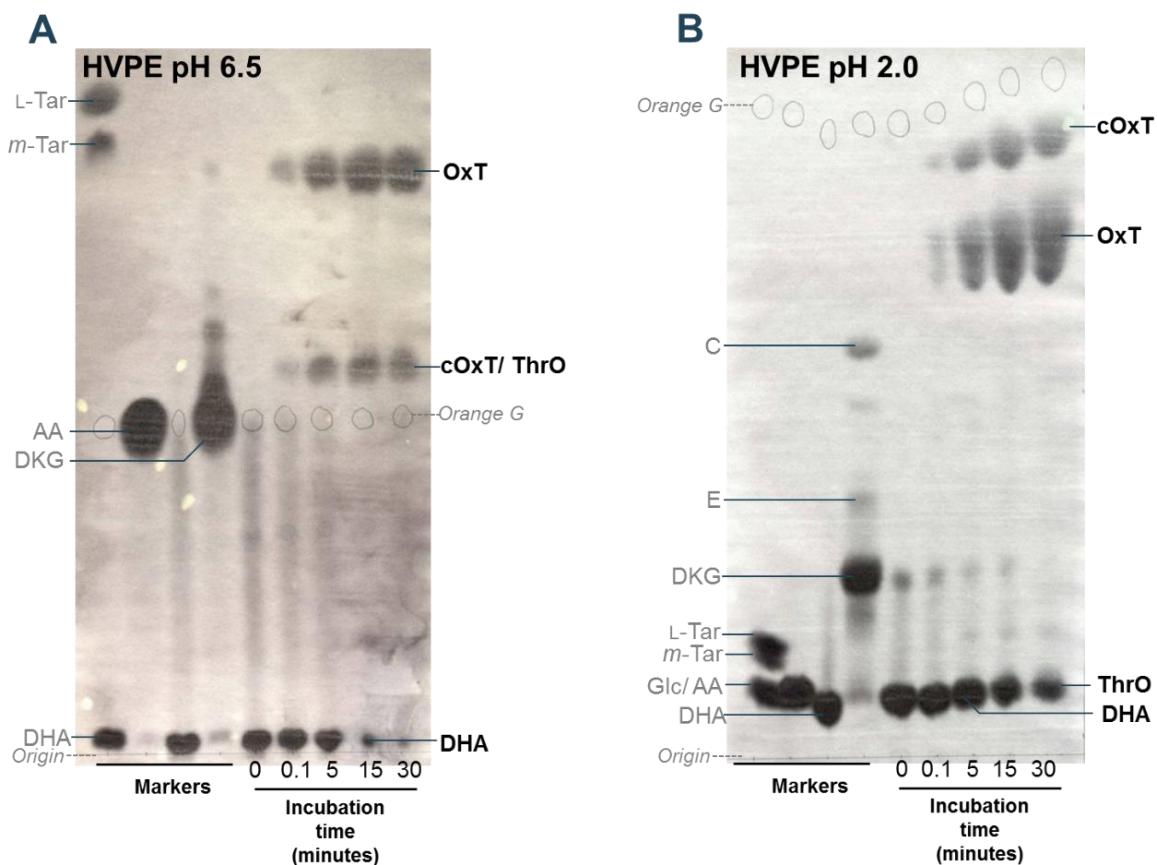 A
HVPE pH 6.5
L-Tar
m-Tar
OxT
cOxT/ ThrO
Orange G
AA
DKG
DHA
DHA
Origin
0 0.1 5 15 30
Markers
Incubation
time
(minutes)
B
HVPE pH 2.0
Orange G
cOxT
OxT
C
E
DKG
L-Tar
m-Tar
Glc/ AA
ThrO
DHA
DHA
Origin
0 0.1 5 15 30
Markers
Incubation
time
(minutes)